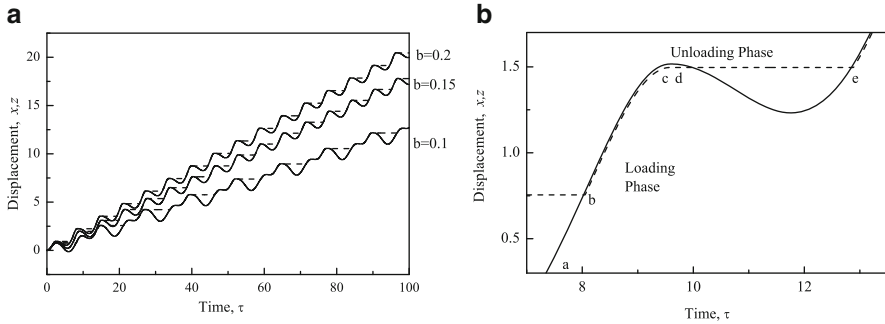 a
20
15
10
5
0
Displacement, x,z
b=0.2
b=0.15
b=0.1
0 20 40 60 80 100
Time, τ
b
1.5
1.0
0.5
Displacement, x,z
Unloading Phase
c d
e
Loading
Phase
b
a
8 10 12
Time, τ